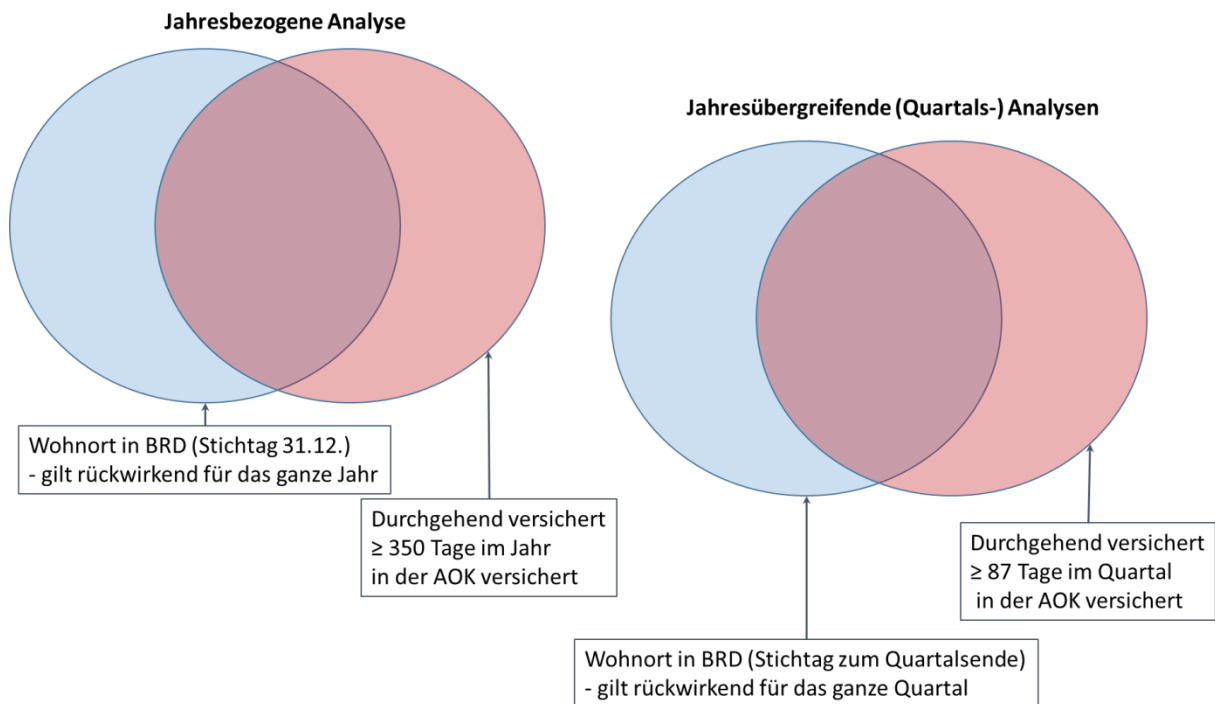 Jahresbezogene Analyse
Wohnort in BRD (Stichtag 31.12.)
- gilt rückwirkend für das ganze Jahr
Durchgehend versichert
≥ 350 Tage im Jahr
in der AOK versichert
Jahresübergreifende (Quartals-) Analysen
Wohnort in BRD (Stichtag zum Quartalsende)
- gilt rückwirkend für das ganze Quartal
Durchgehend versichert
≥ 87 Tage im Quartal
in der AOK versichert